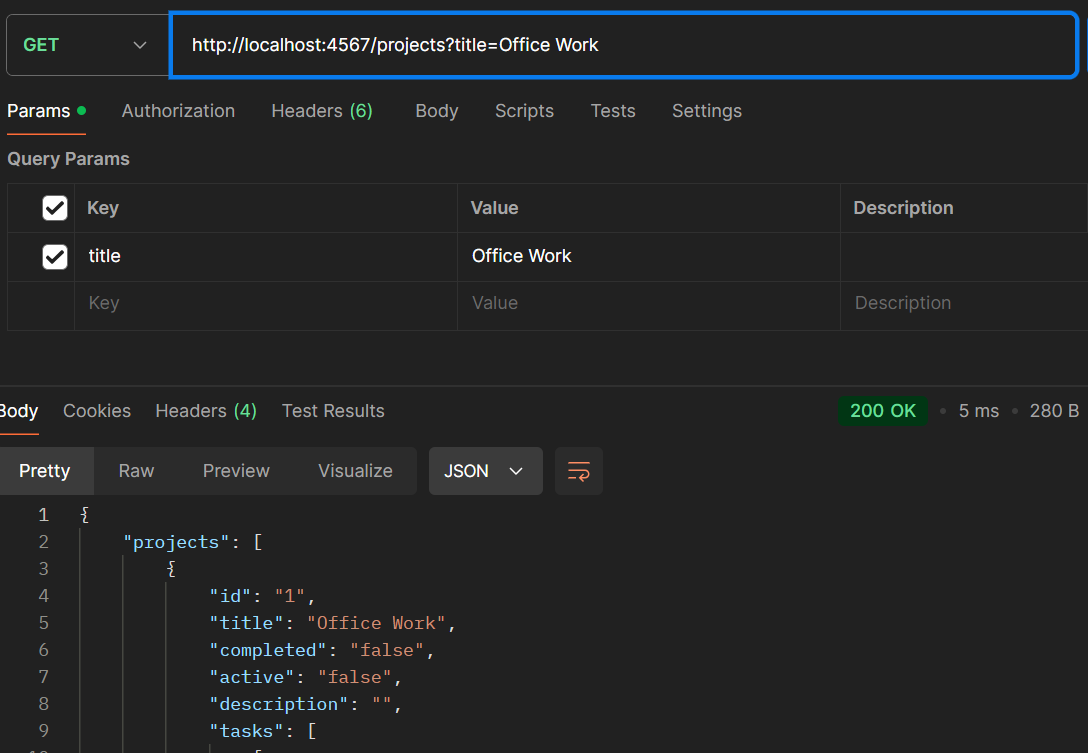 GET http://localhost:4567/projects?title=Office Work
Params Authorization Headers (6) Body Scripts Tests Settings
Query Params
Key Value Description
title Office Work
Key Value Description
Body Cookies Headers (4) Test Results 200 OK • 5 ms • 280 B
Pretty Raw Preview Visualize JSON
1 {
2 "projects": [
3 {
4 "id": "1",
5 "title": "Office Work",
6 "completed": "false",
7 "active": "false",
8 "description": "",
9 "tasks": [